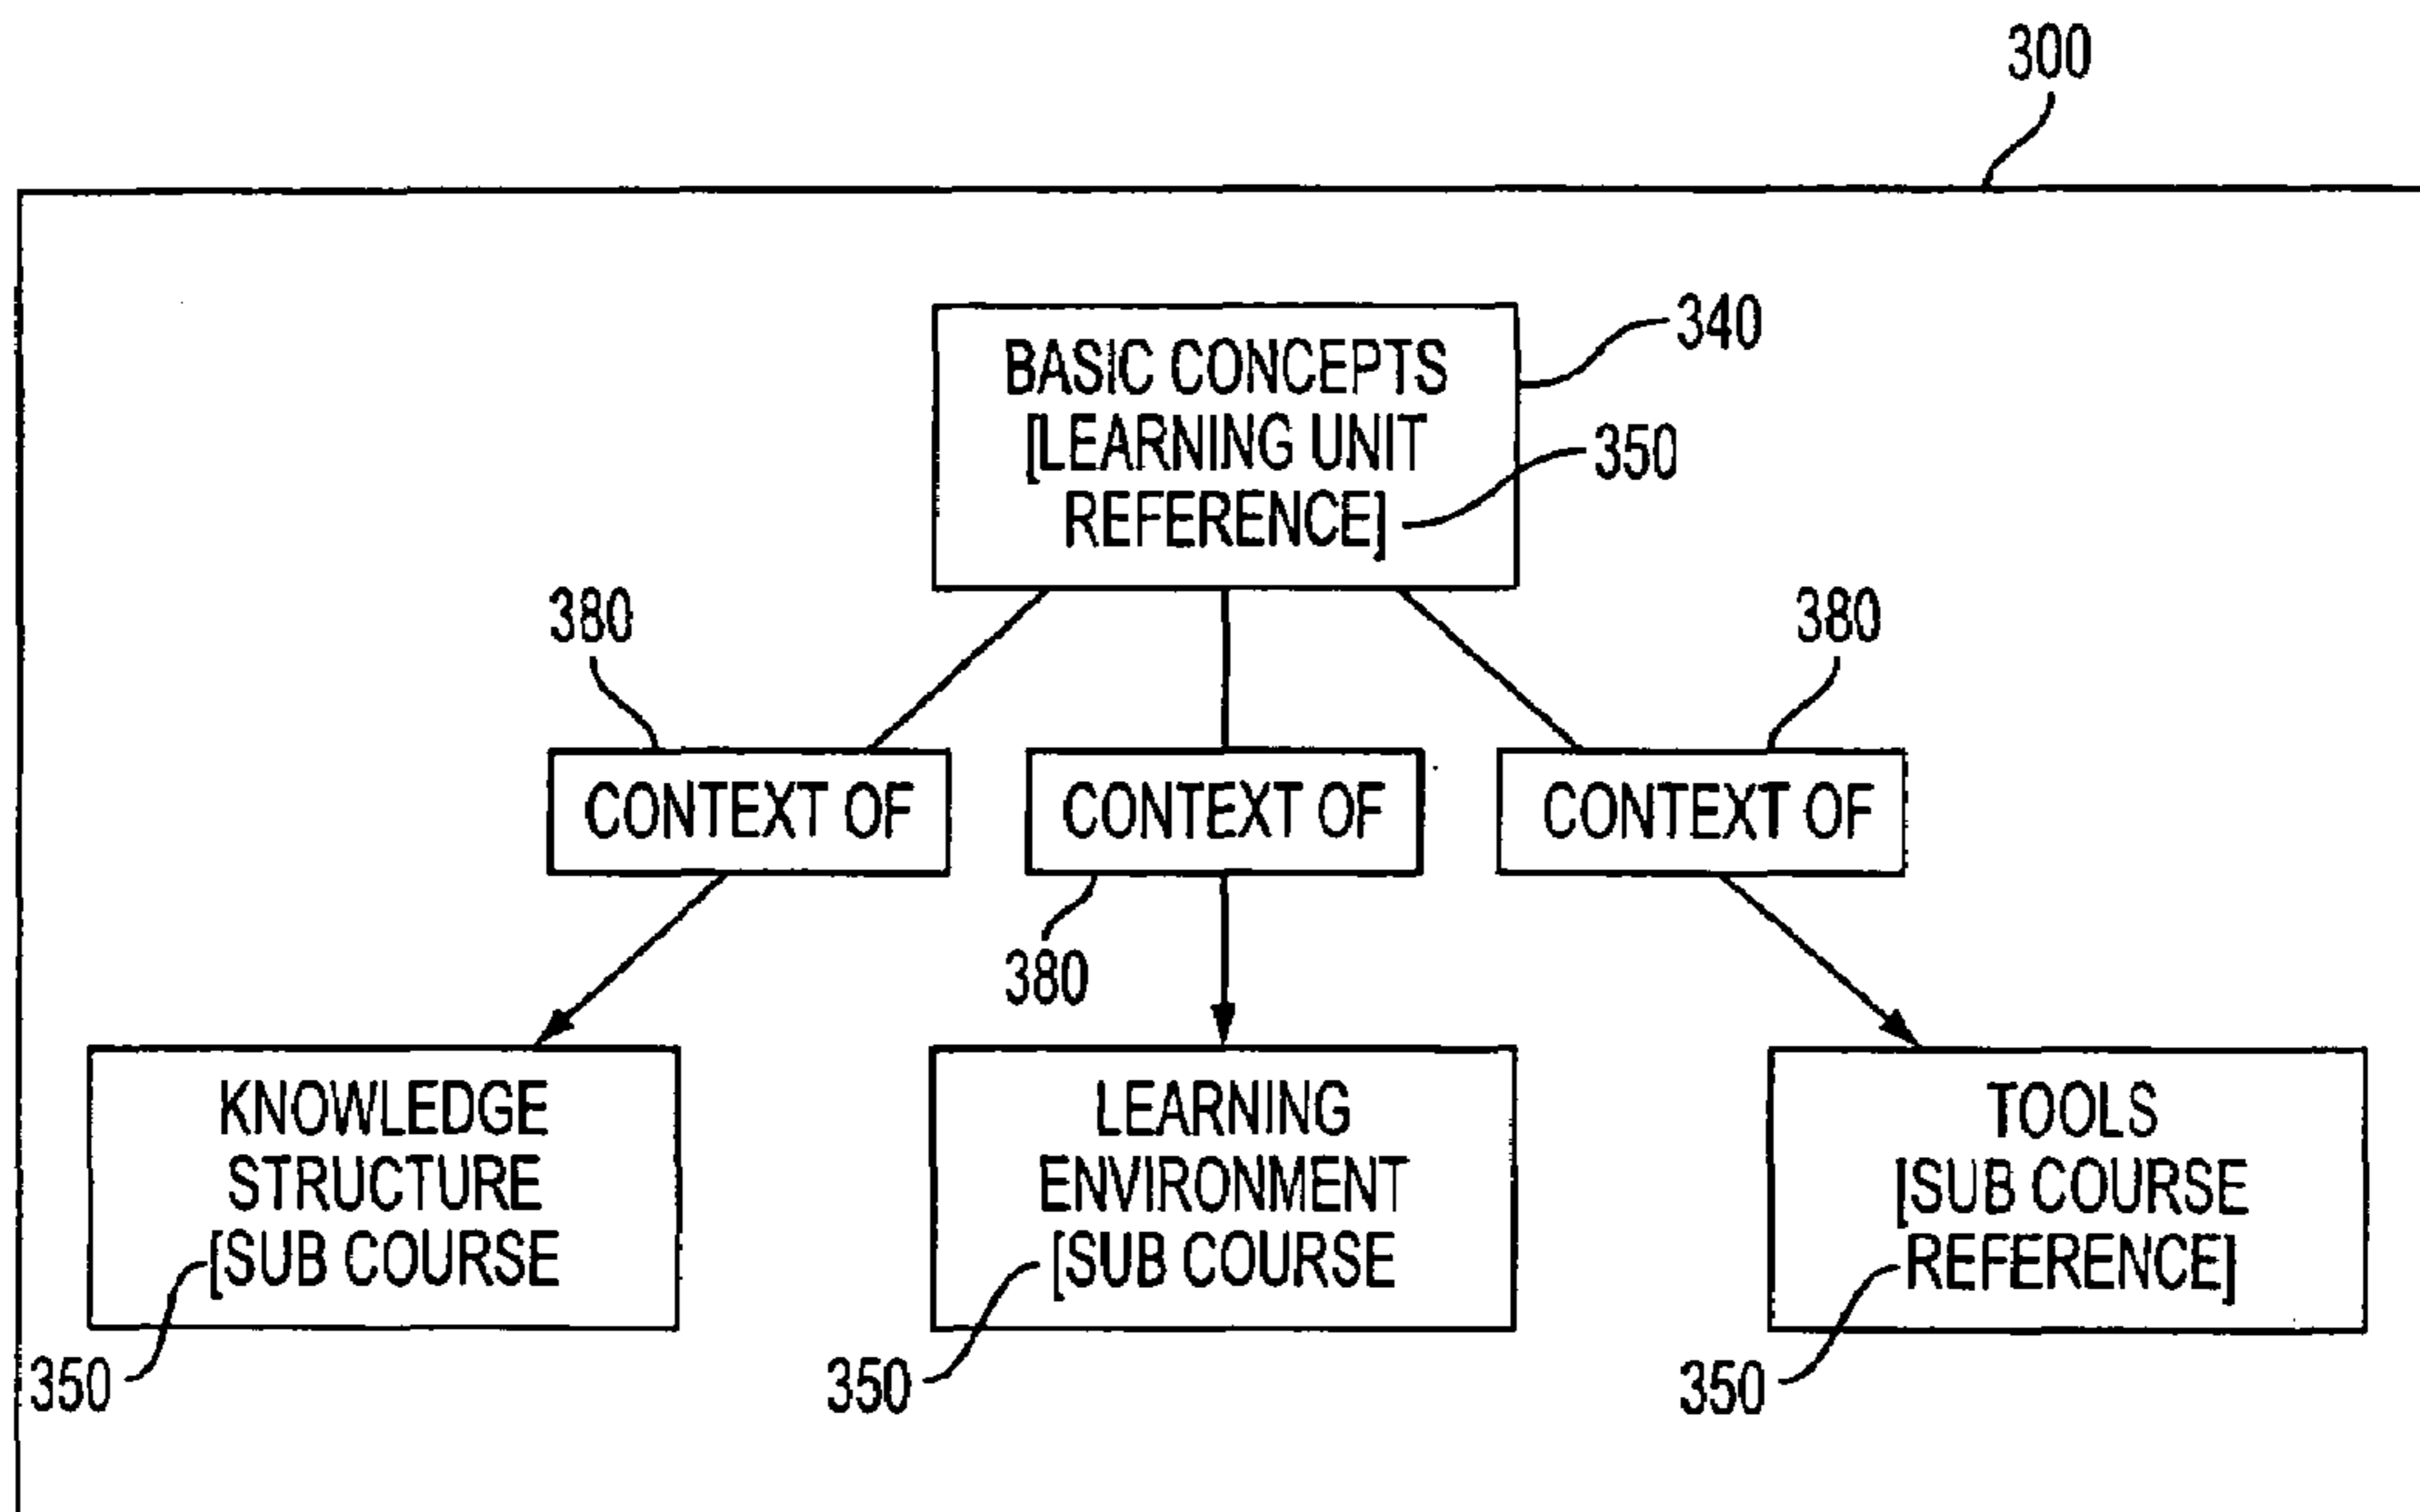 300
BASIC CONCEPTS
[LEARNING UNIT
REFERENCE]
340
350
380
380
CONTEXT OF
CONTEXT OF
CONTEXT OF
380
KNOWLEDGE
STRUCTURE
[SUB COURSE
350
LEARNING
ENVIRONMENT
[SUB COURSE
350
TOOLS
[SUB COURSE
REFERENCE]
350